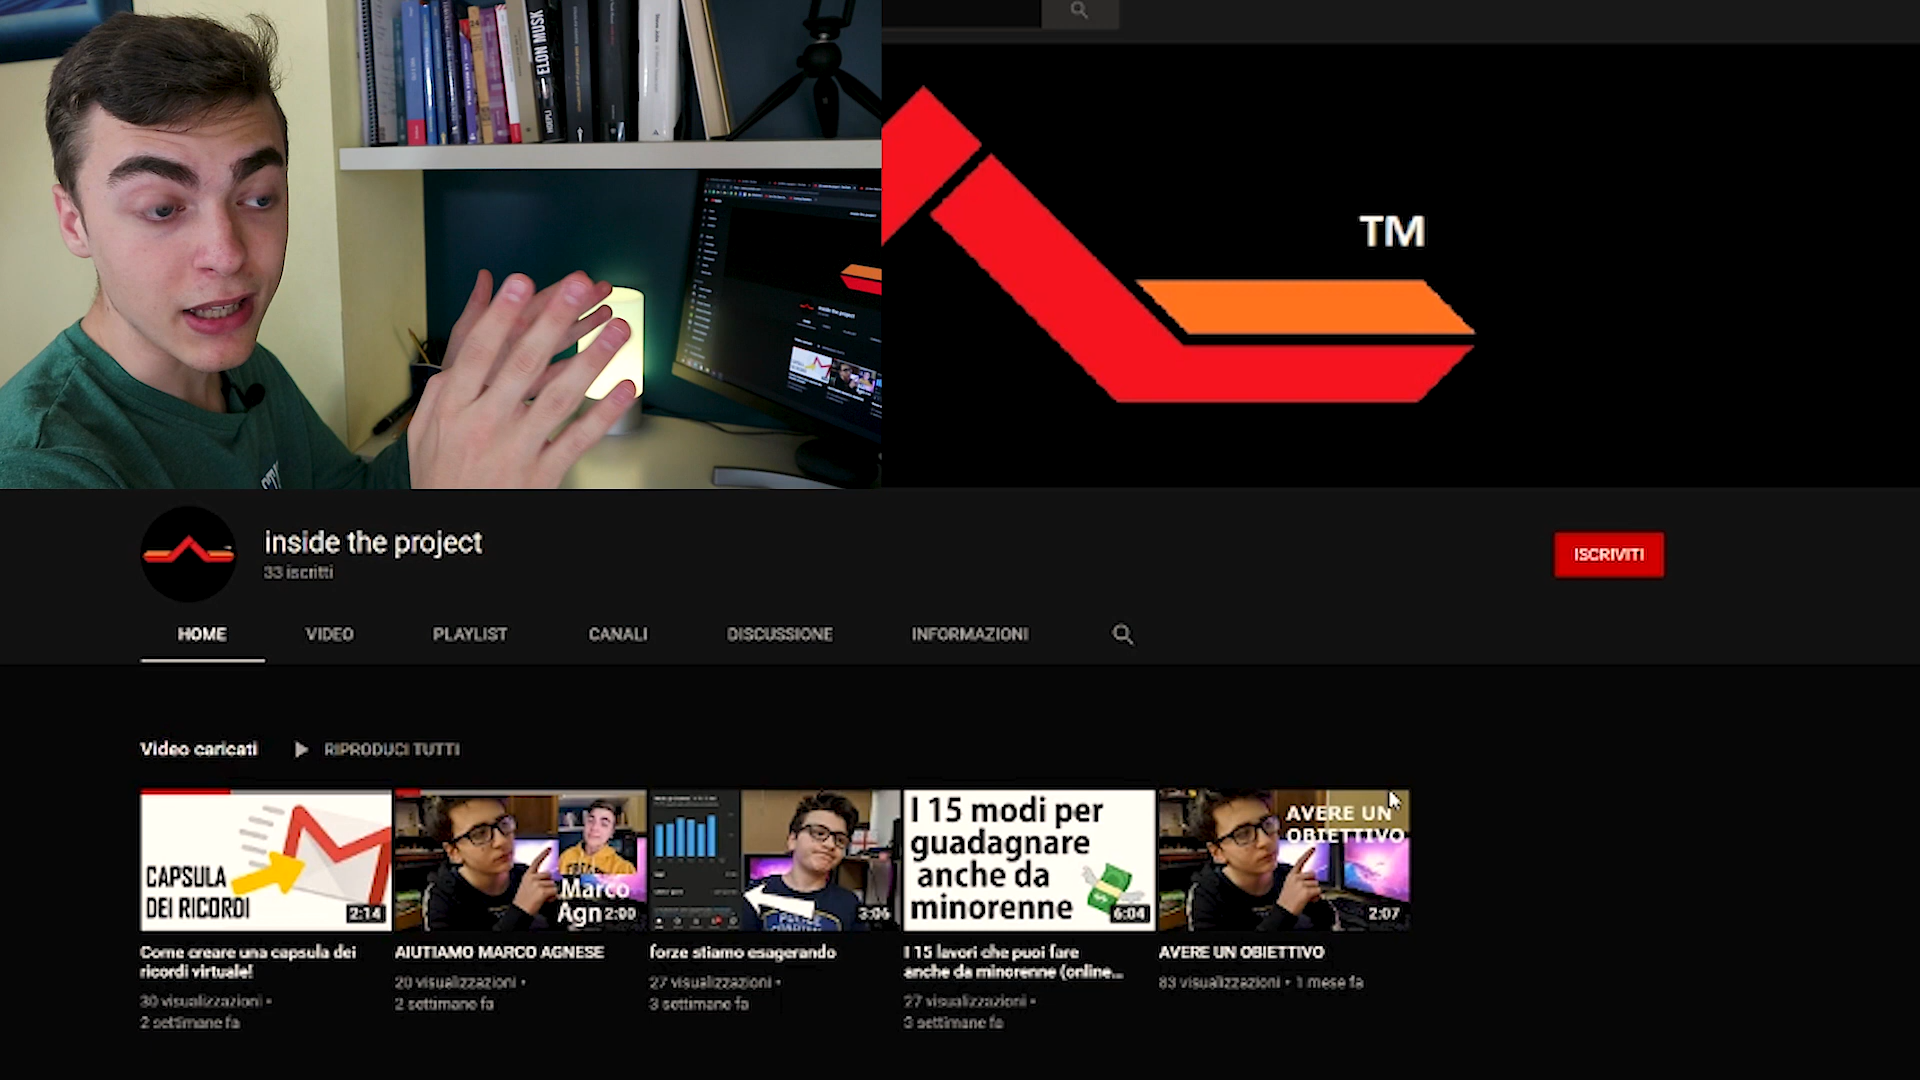 ELON MUSK
HOEPLI
TM
inside the project
33 iscritti
ISCRIVITI
HOME
VIDEO
PLAYLIST
CANALI
DISCUSSIONE
INFORMAZIONI
Video caricati
RIPRODUCI TUTTI
CAPSULA
DEI RICORDI
2:14
Marco
Agn
2:00
3:06
I 15 modi per
guadagnare
anche da
minorenne
6:04
AVERE UN
OBIETTIVO
2:07
Come creare una capsula dei
ricordi virtuale!
30 visualizzazioni •
2 settimane fa
AIUTIAMO MARCO AGNESE
20 visualizzazioni •
2 settimane fa
forze stiamo esagerando
27 visualizzazioni •
3 settimane fa
I 15 lavori che puoi fare
anche da minorenne (online...
27 visualizzazioni •
3 settimane fa
AVERE UN OBIETTIVO
83 visualizzazioni • 1 mese fa